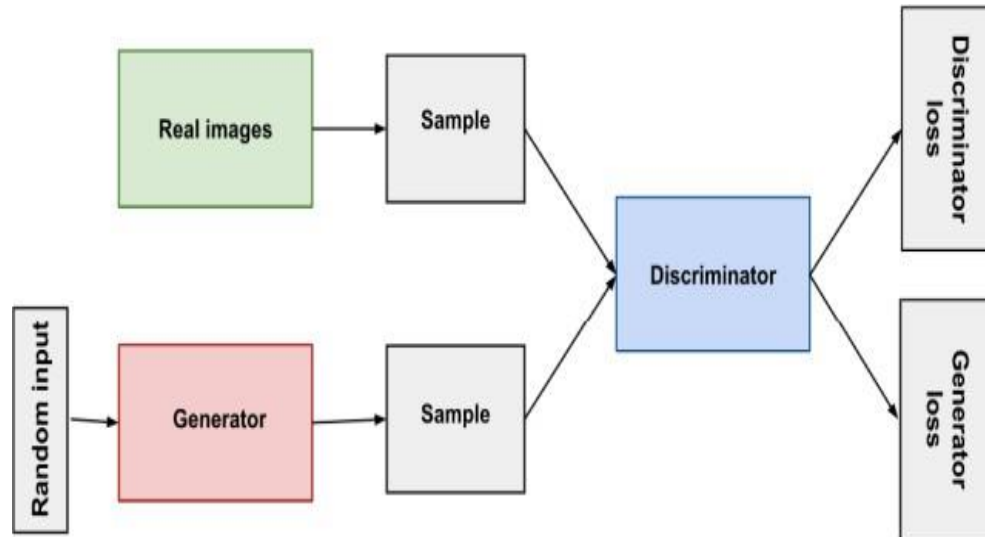 Real images
Sample
Discriminator
loss
Discriminator
Random input
Generator
Sample
Generator
loss